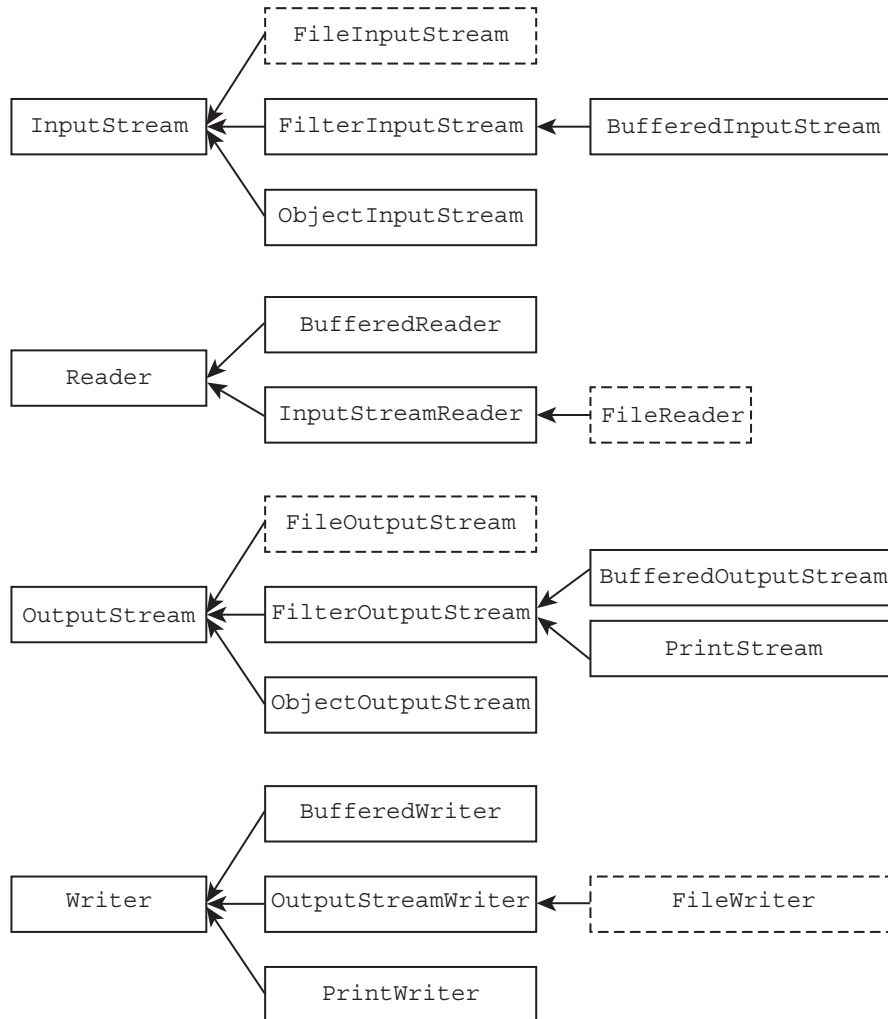 FileInputStream
InputStream
FilterInputStream
BufferedInputStream
ObjectInputStream
BufferedReader
Reader
InputStreamReader
FileReader
FileOutputStream
OutputStream
FilterOutputStream
BufferedOutputStream
PrintStream
ObjectOutputStream
BufferedWriter
Writer
OutputStreamWriter
FileWriter
PrintWriter